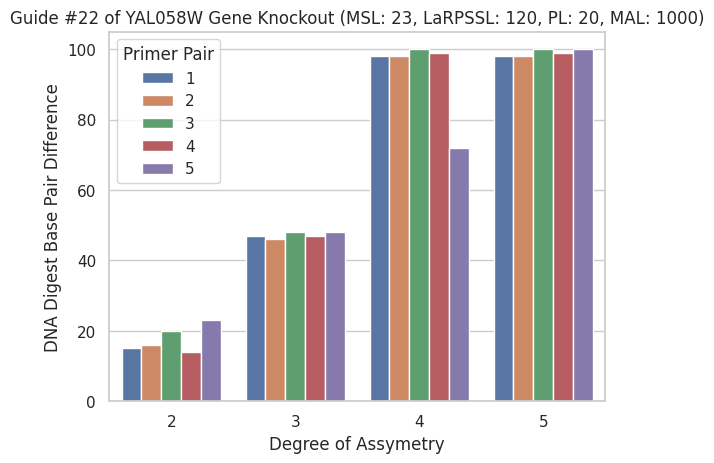 Guide #22 of YAL058W Gene Knockout (MSL: 23, LaRPSSL: 120, PL: 20, MAL: 1000)
Primer Pair
1
2
3
4
5
DNA Digest Base Pair Difference
100
80
60
40
20
0
2 3 4 5
Degree of Assymetry